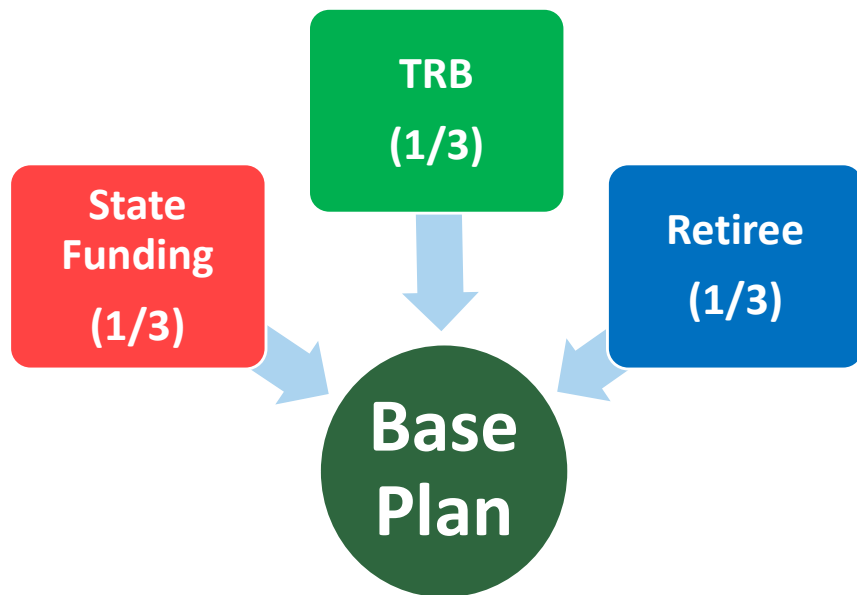 TRB
(1/3)
State
Funding
(1/3)
Retiree
(1/3)
Base
Plan